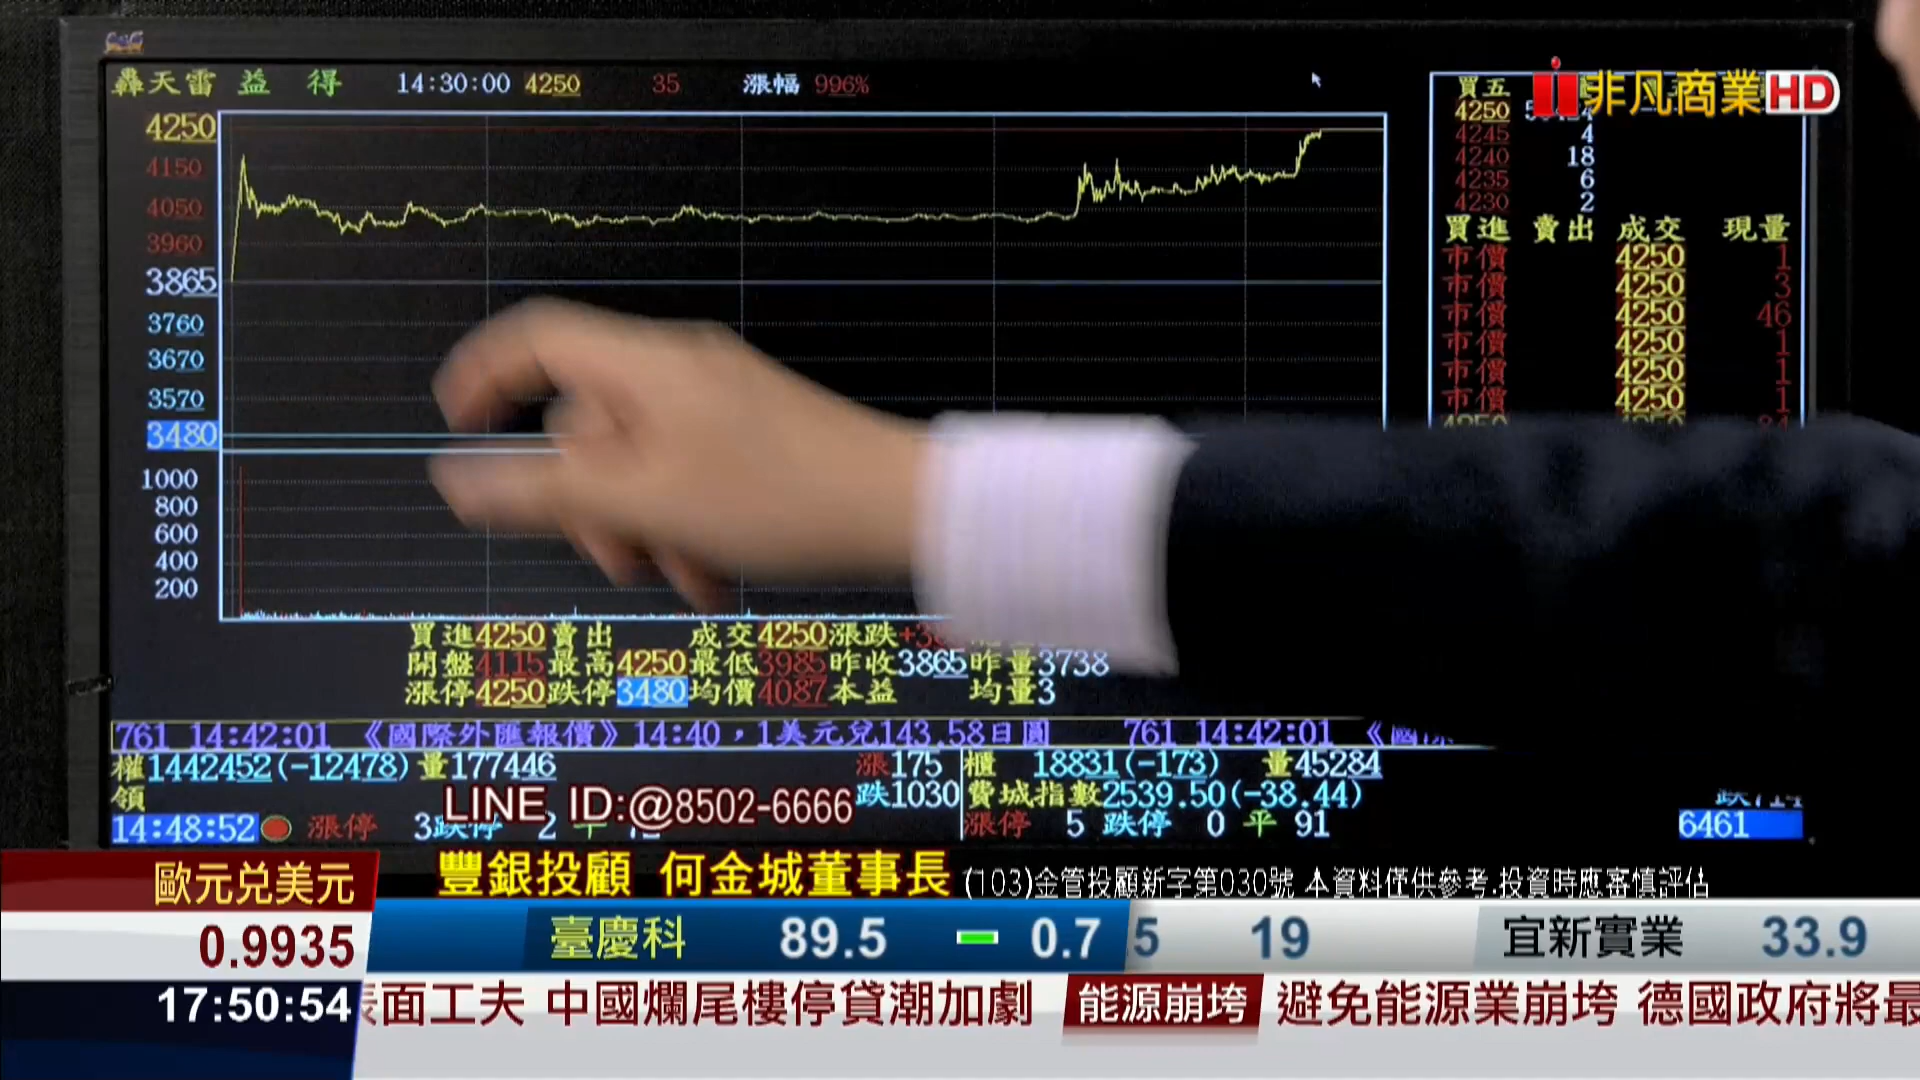 轟天雷 益 得 14:30:00 4250 35 漲幅 996%
非凡商業HD
4250
4150
4050
3960
3865
3760
3670
3570
3480
1000
800
600
400
200
買五
4250
4245 4
4240 18
4235 6
4230 2
買進 賣出 成交 現量
市價 4250 1
市價 4250 3
市價 4250 46
市價 4250 1
市價 4250 1
市價 4250 1
買進4250賣出 成交4250漲跌
開盤4115最高4250最低3985昨收3865昨量3738
漲停4250跌停3480均價4087本益 均量3
761 14:42:01 《國際外匯報價》14:40，1美元兌143.58日圓 761 14:42:01
權1442452(-12478)量177446 漲175 櫃 18831(-173) 量45284
領 跌1030 費城指數2539.50(-38.44)
14:48:52 漲停 3跌停 2 平 漲停 5 跌停 0 平 91 6461
LINE ID:@8502-6666
豐銀投顧 何金城董事長 (103)金管投顧新字第030號 本資料僅供參考.投資時應審慎評估
歐元兌美元
0.9935
臺慶科 89.5 0.7 5 19 宜新實業 33.9
17:50:54
表面工夫 中國爛尾樓停貸潮加劇 能源崩垮 避免能源業崩垮 德國政府將最